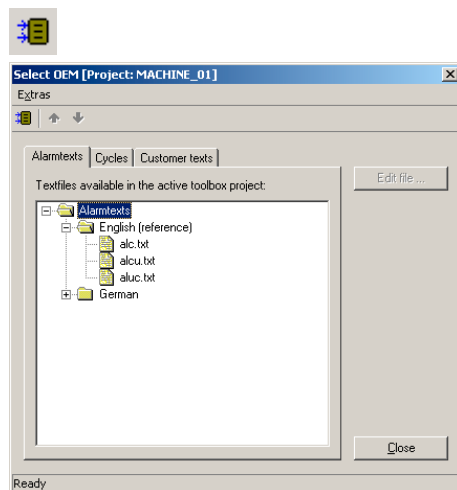 Select OEM [Project: MACHINE_01]
Extras
Alarmtexts Cycles Customer texts
Edit file ...
Textfiles available in the active toolbox project:
Alarmtexts
English (reference)
alc.txt
alcu.txt
aluc.txt
German
Close
Ready